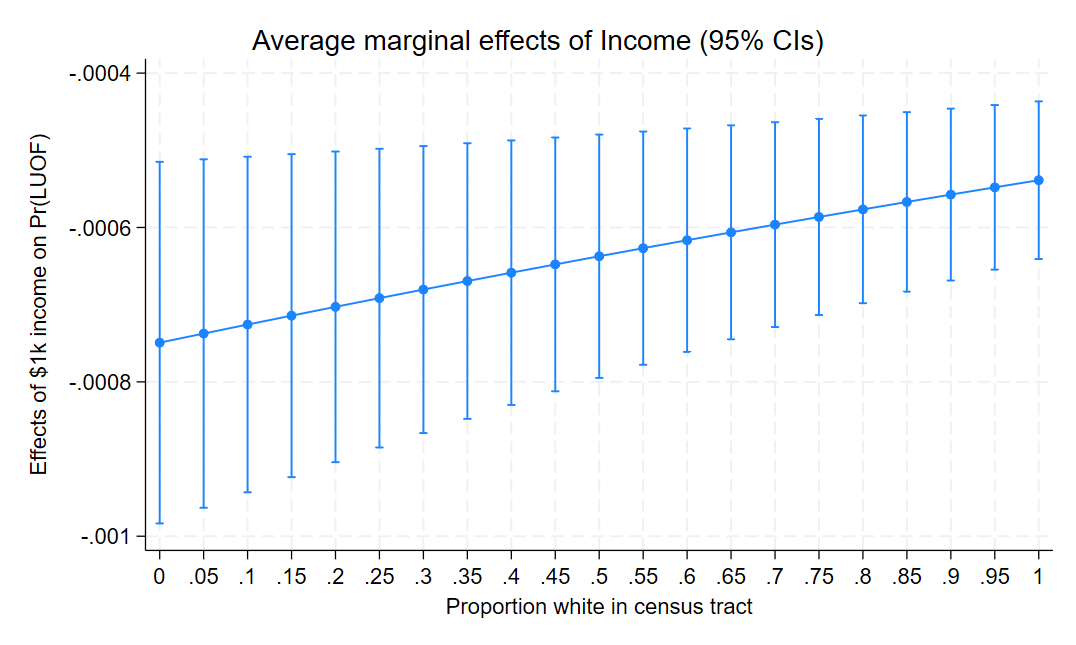 Average marginal effects of Income (95% CIs)
Effects of $1k income on Pr(LUOF)
-.0004
-.0006
-.0008
-.001
0 .05 .1 .15 .2 .25 .3 .35 .4 .45 .5 .55 .6 .65 .7 .75 .8 .85 .9 .95 1
Proportion white in census tract